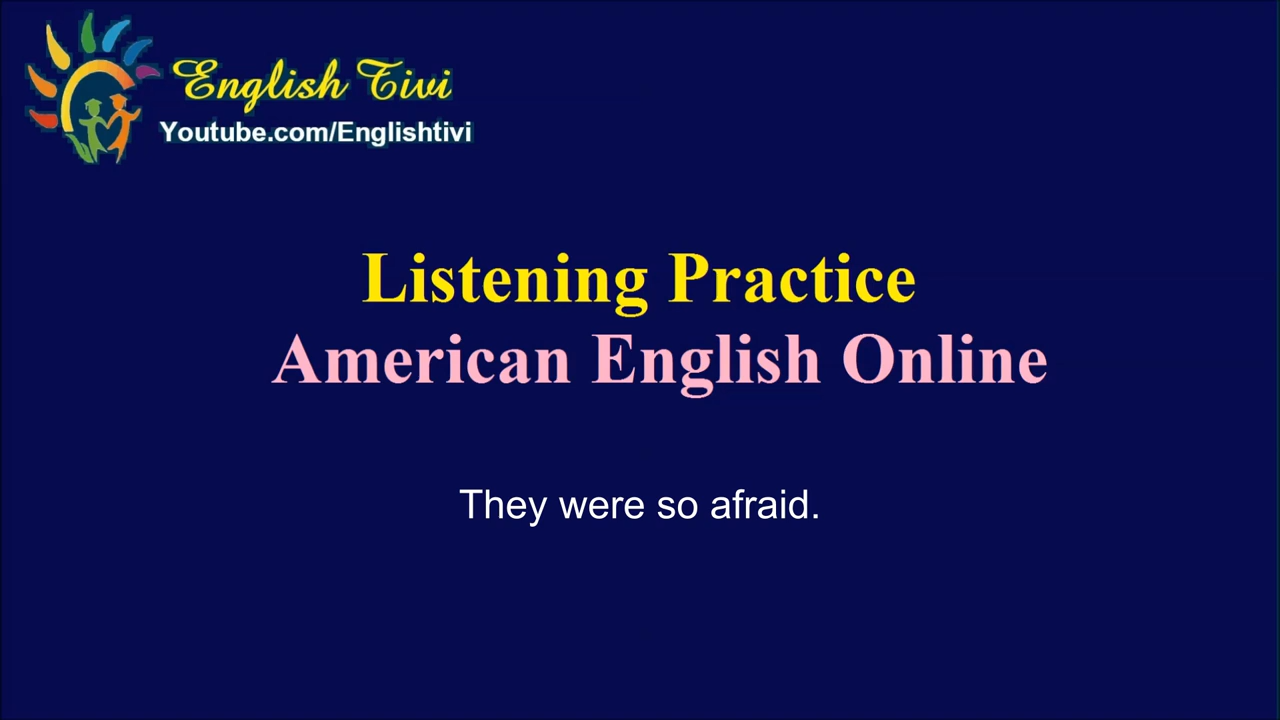 English Tivi
Youtube.com/Englishtivi
Listening Practice
American English Online
They were so afraid.